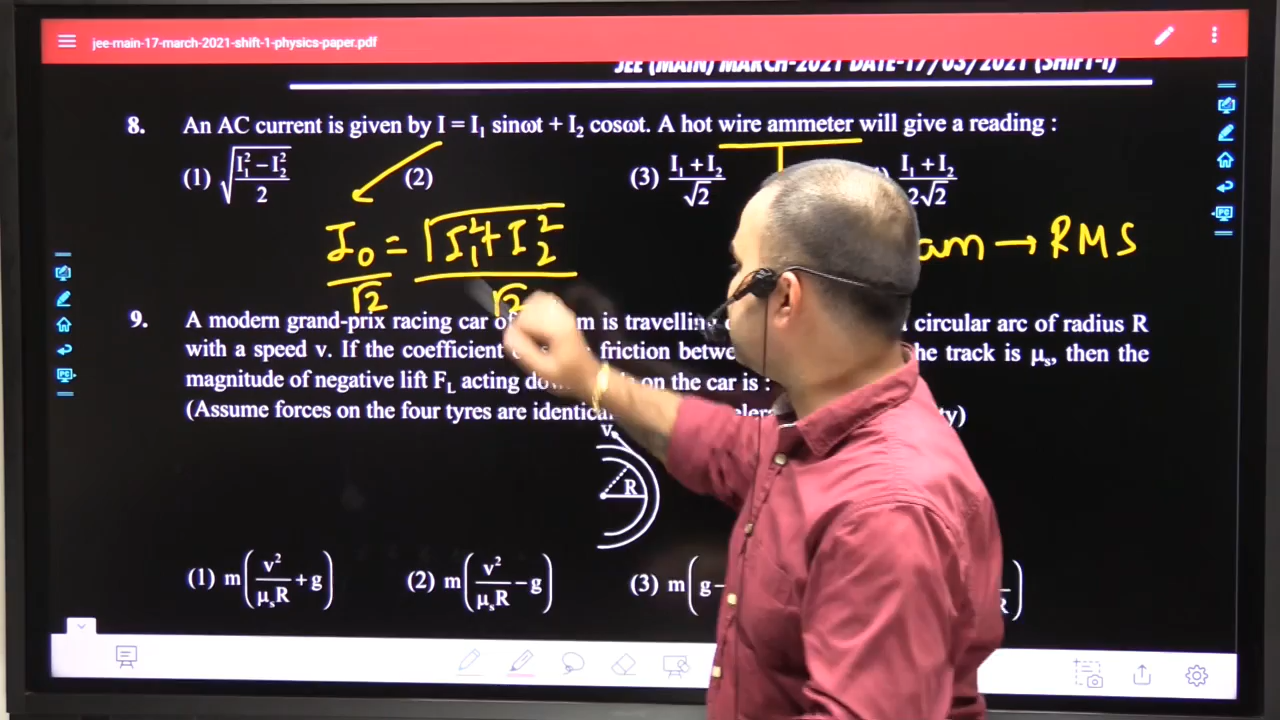 jee-main-17-march-2021-shift-1-physics-paper.pdf
JEE (MAIN) MARCH-2021 DATE-17/03/2021 (SHIFT-I)
8. An AC current is given by I = I₁ sinωt + I₂ cosωt. A hot wire ammeter will give a reading :
(1) √((I₁² − I₂²)/2) (2) (3) (I₁ + I₂)/√2 (I₁ + I₂)/2√2
I₀/√2 = √(I₁² + I₂²)/√2 am → RMS
9. A modern grand-prix racing car of is travelling circular arc of radius R
with a speed v. If the coefficient friction the track is μₛ, then the
magnitude of negative lift F_L acting on the car is :
(Assume forces on the four tyres are identical
v
R
(1) m(v²/μₛR + g) (2) m(v²/μₛR − g) (3) m(g −
PC
PC